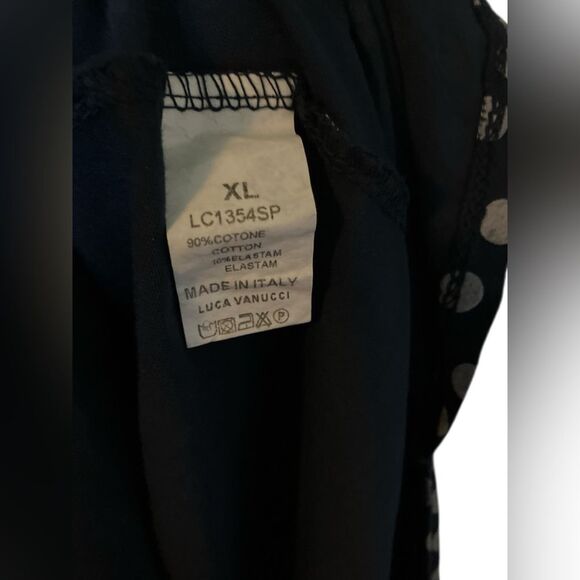 XL
LC1354SP
90%COTONE
COTTON
10%ELASTAM
ELASTAM
MADE IN ITALY
LUCA VANUCCI
P